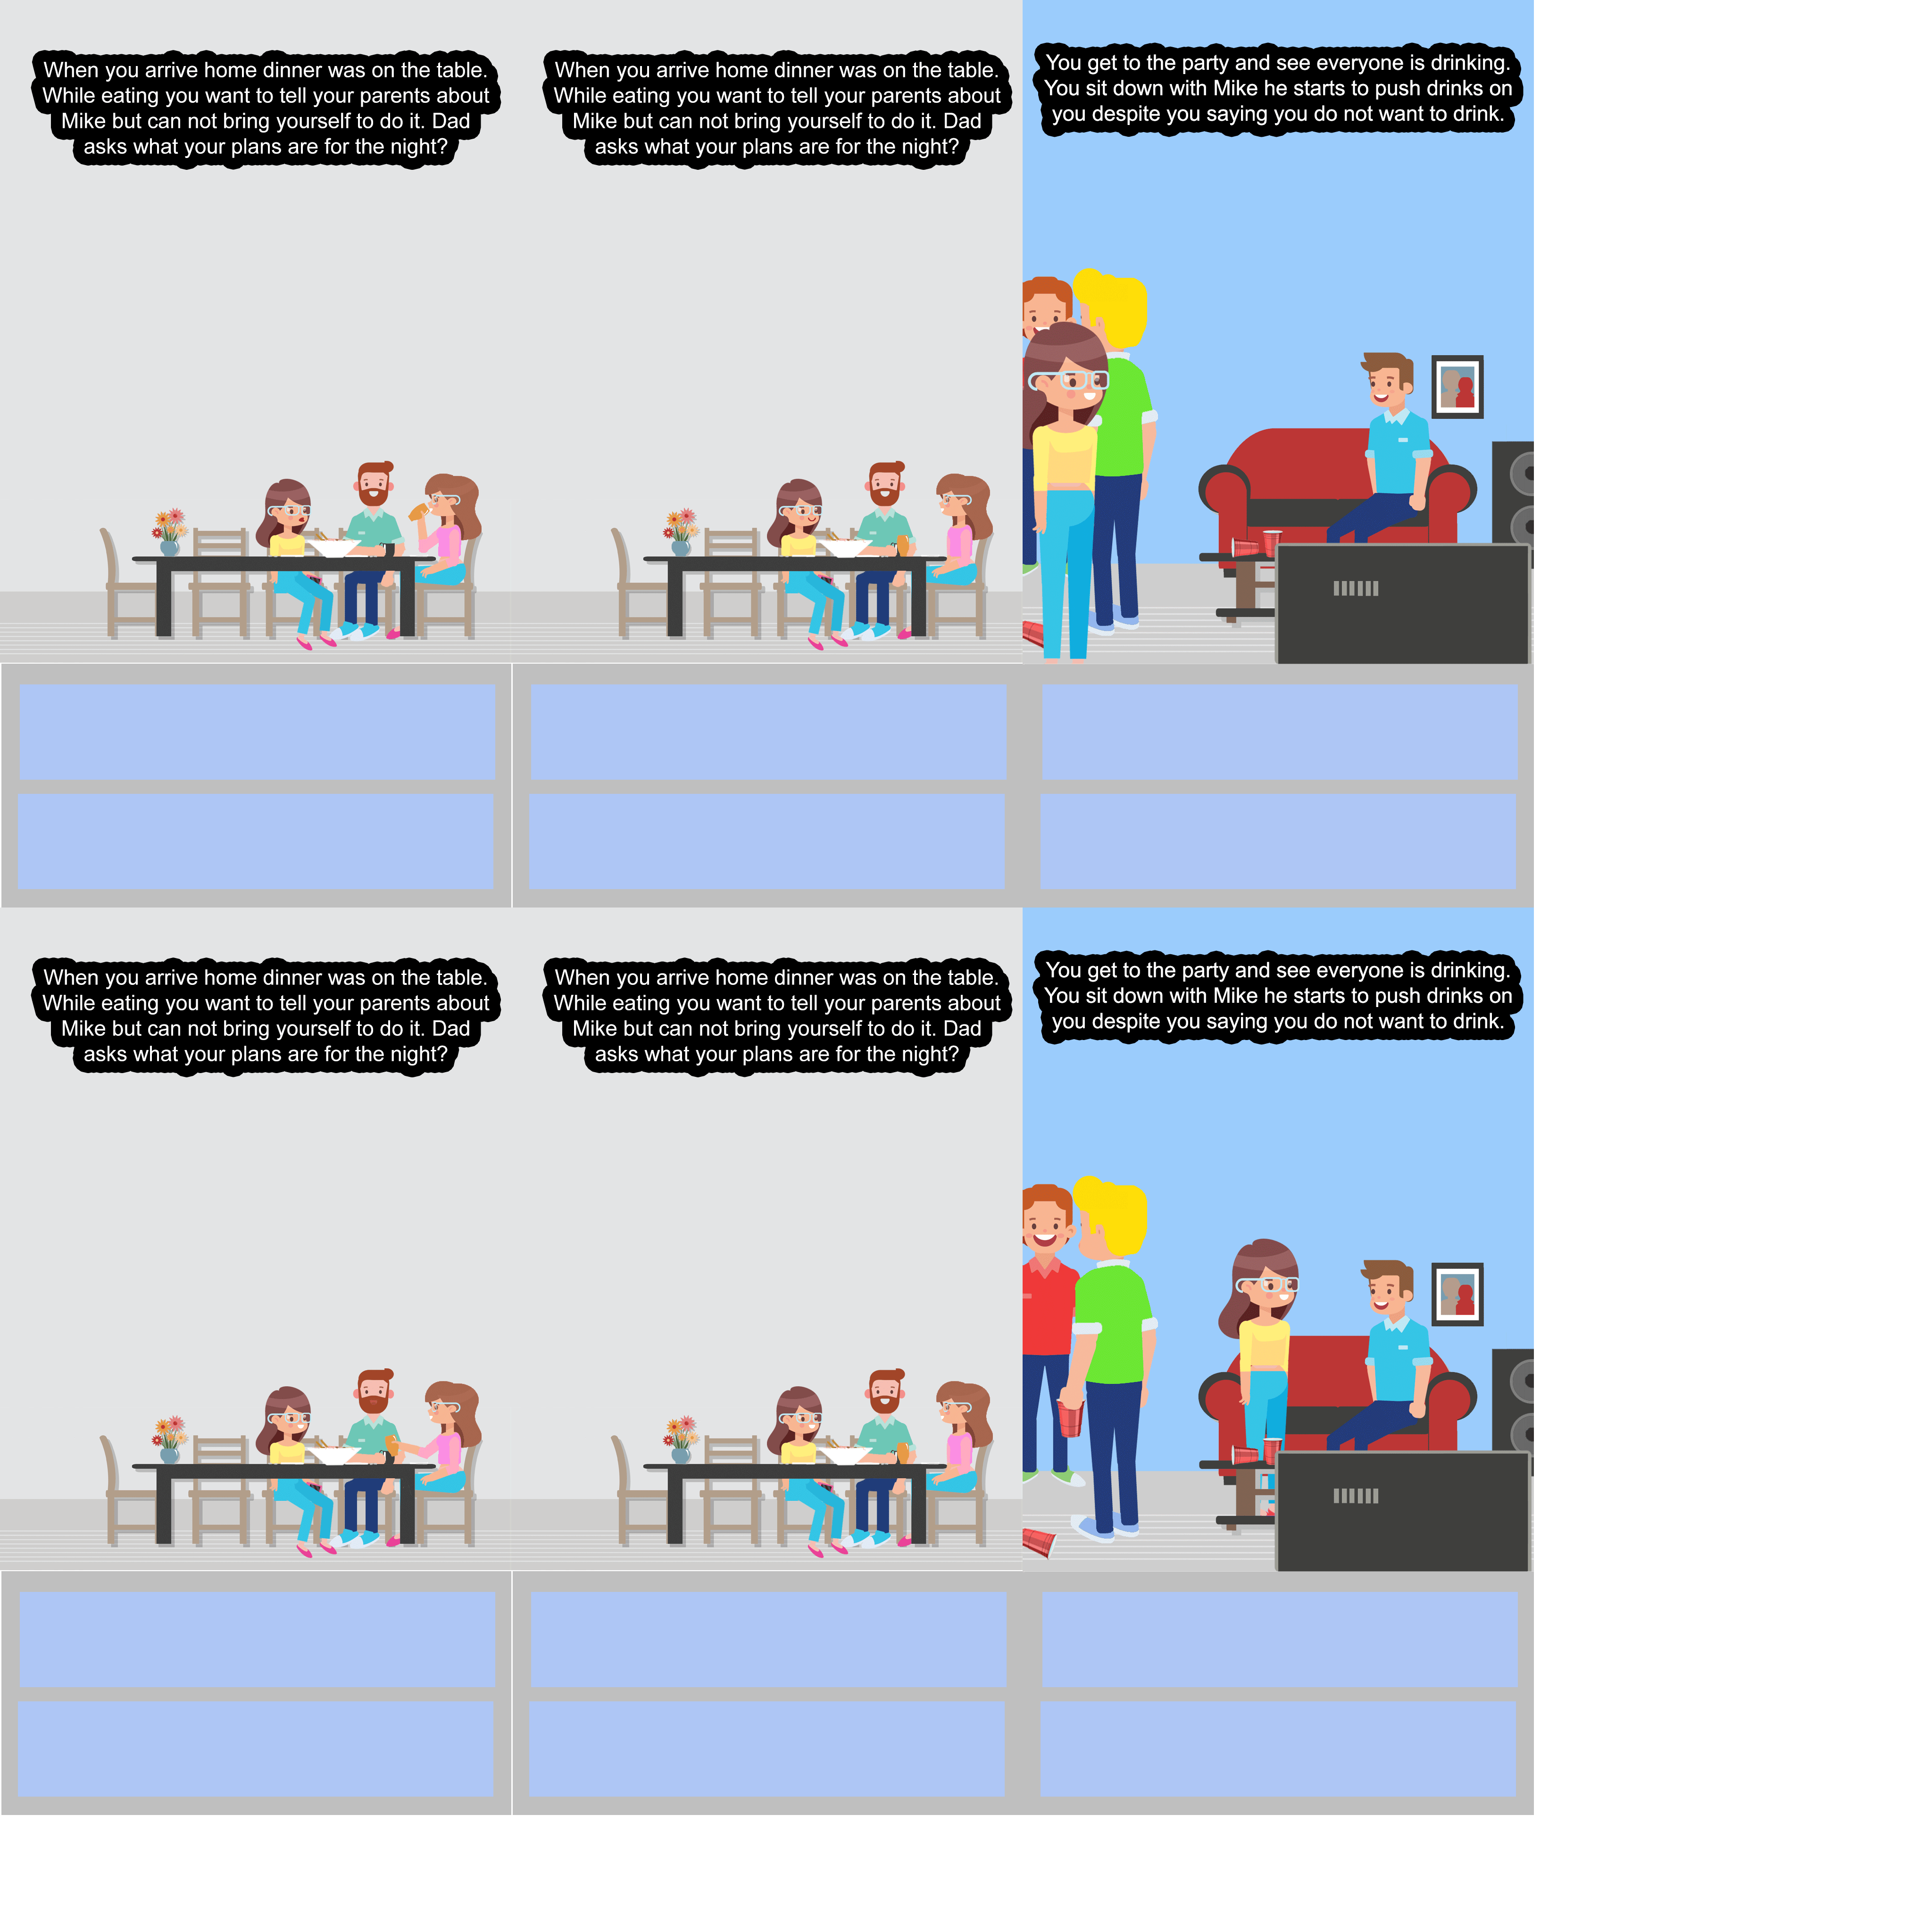 When you arrive home dinner was on the table.
While eating you want to tell your parents about
Mike but can not bring yourself to do it. Dad
asks what your plans are for the night?
When you arrive home dinner was on the table.
While eating you want to tell your parents about
Mike but can not bring yourself to do it. Dad
asks what your plans are for the night?
You get to the party and see everyone is drinking.
You sit down with Mike he starts to push drinks on
you despite you saying you do not want to drink.
When you arrive home dinner was on the table.
While eating you want to tell your parents about
Mike but can not bring yourself to do it. Dad
asks what your plans are for the night?
When you arrive home dinner was on the table.
While eating you want to tell your parents about
Mike but can not bring yourself to do it. Dad
asks what your plans are for the night?
You get to the party and see everyone is drinking.
You sit down with Mike he starts to push drinks on
you despite you saying you do not want to drink.